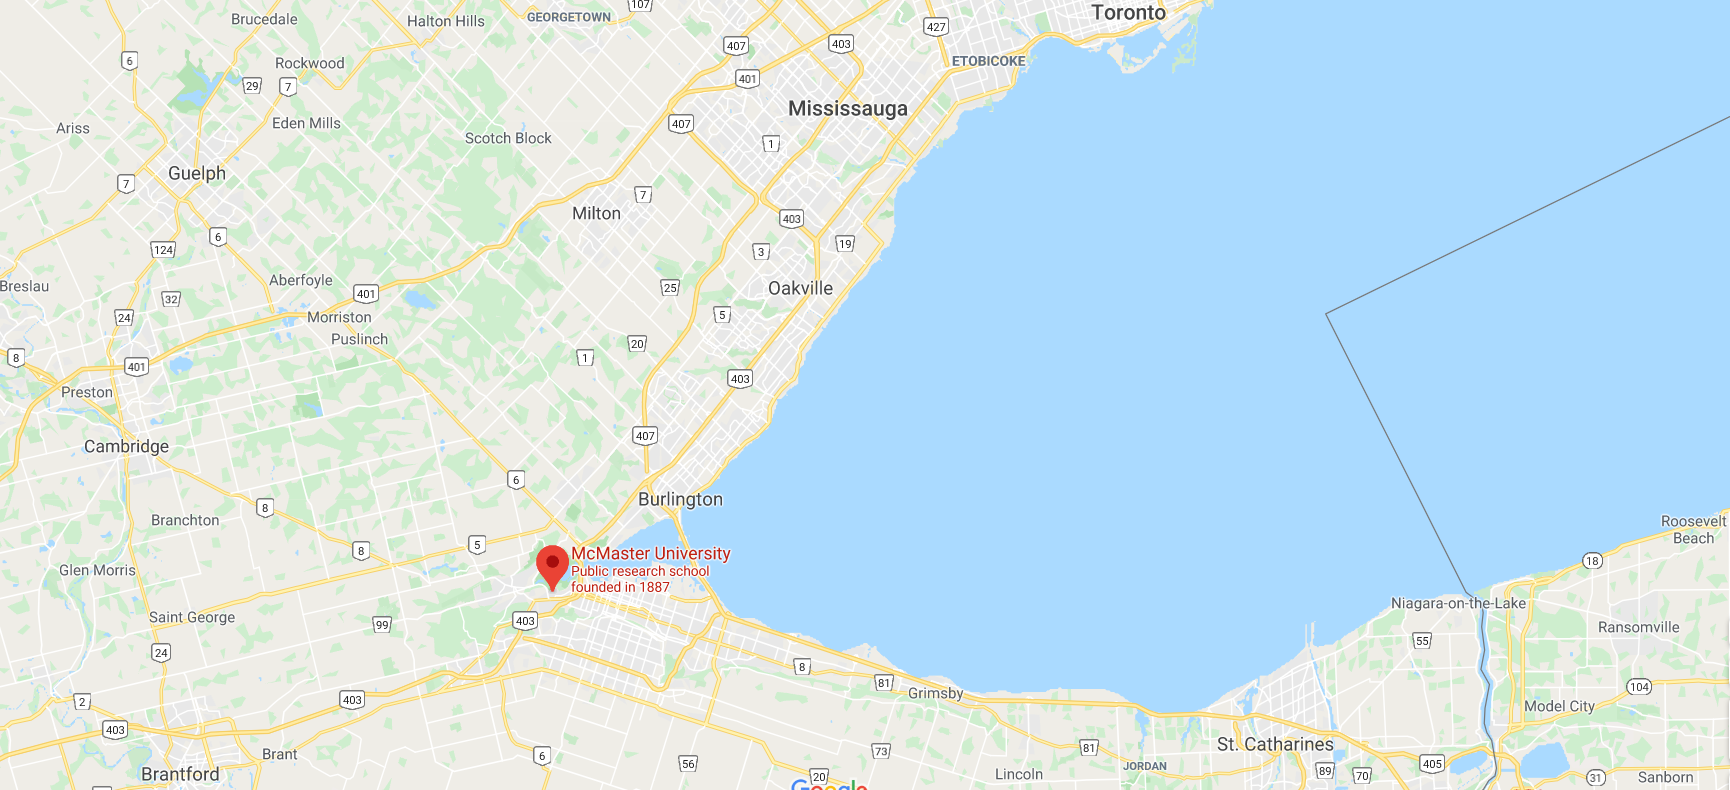 Toronto
Brucedale
Halton Hills
GEORGETOWN
107
427
407
403
401
ETOBICOKE
6
Rockwood
29
7
Mississauga
Ariss
Eden Mills
407
Scotch Block
1
Guelph
7
7
Milton
403
6
124
3
19
Aberfoyle
Breslau
401
32
25
Oakville
24
Morriston
5
Puslinch
20
8
1
401
403
Preston
407
Cambridge
6
Burlington
8
Branchton
Roosevelt
Beach
5
8
McMaster University
Public research school
founded in 1887
18
Glen Morris
Niagara-on-the-Lake
Saint George
403
99
Ransomville
55
24
8
81
Grimsby
104
2
403
Model City
403
St. Catharines
Brant
6
73
81
56
JORDAN
405
Brantford
20
Lincoln
89
70
31
Sanborn
Google